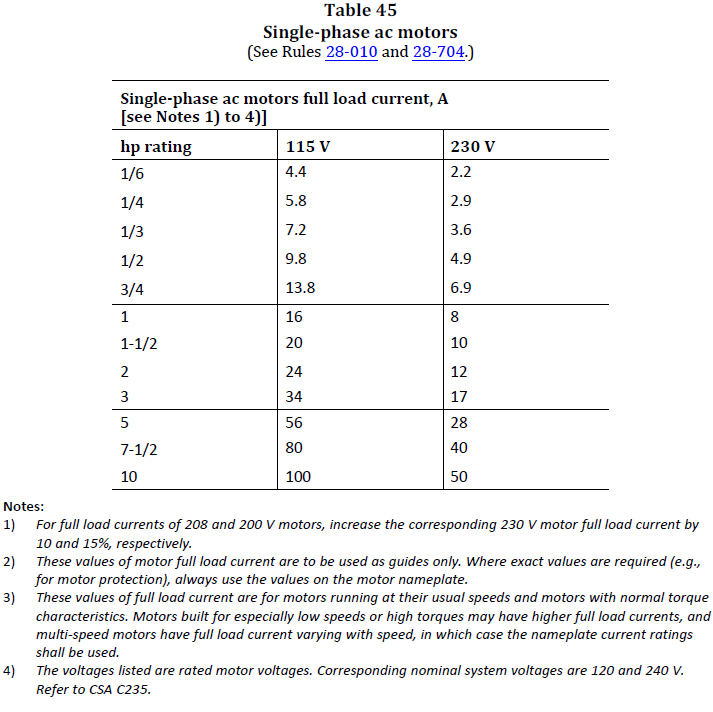 Table 45
Single-phase ac motors
(See Rules 28-010 and 28-704.)
Single-phase ac motors full load current, A
[see Notes 1) to 4)]
hp rating 115 V 230 V
1/6 4.4 2.2
1/4 5.8 2.9
1/3 7.2 3.6
1/2 9.8 4.9
3/4 13.8 6.9
1 16 8
1-1/2 20 10
2 24 12
3 34 17
5 56 28
7-1/2 80 40
10 100 50
Notes:
1) For full load currents of 208 and 200 V motors, increase the corresponding 230 V motor full load current by
10 and 15%, respectively.
2) These values of motor full load current are to be used as guides only. Where exact values are required (e.g.,
for motor protection), always use the values on the motor nameplate.
3) These values of full load current are for motors running at their usual speeds and motors with normal torque
characteristics. Motors built for especially low speeds or high torques may have higher full load currents, and
multi-speed motors have full load current varying with speed, in which case the nameplate current ratings
shall be used.
4) The voltages listed are rated motor voltages. Corresponding nominal system voltages are 120 and 240 V.
Refer to CSA C235.